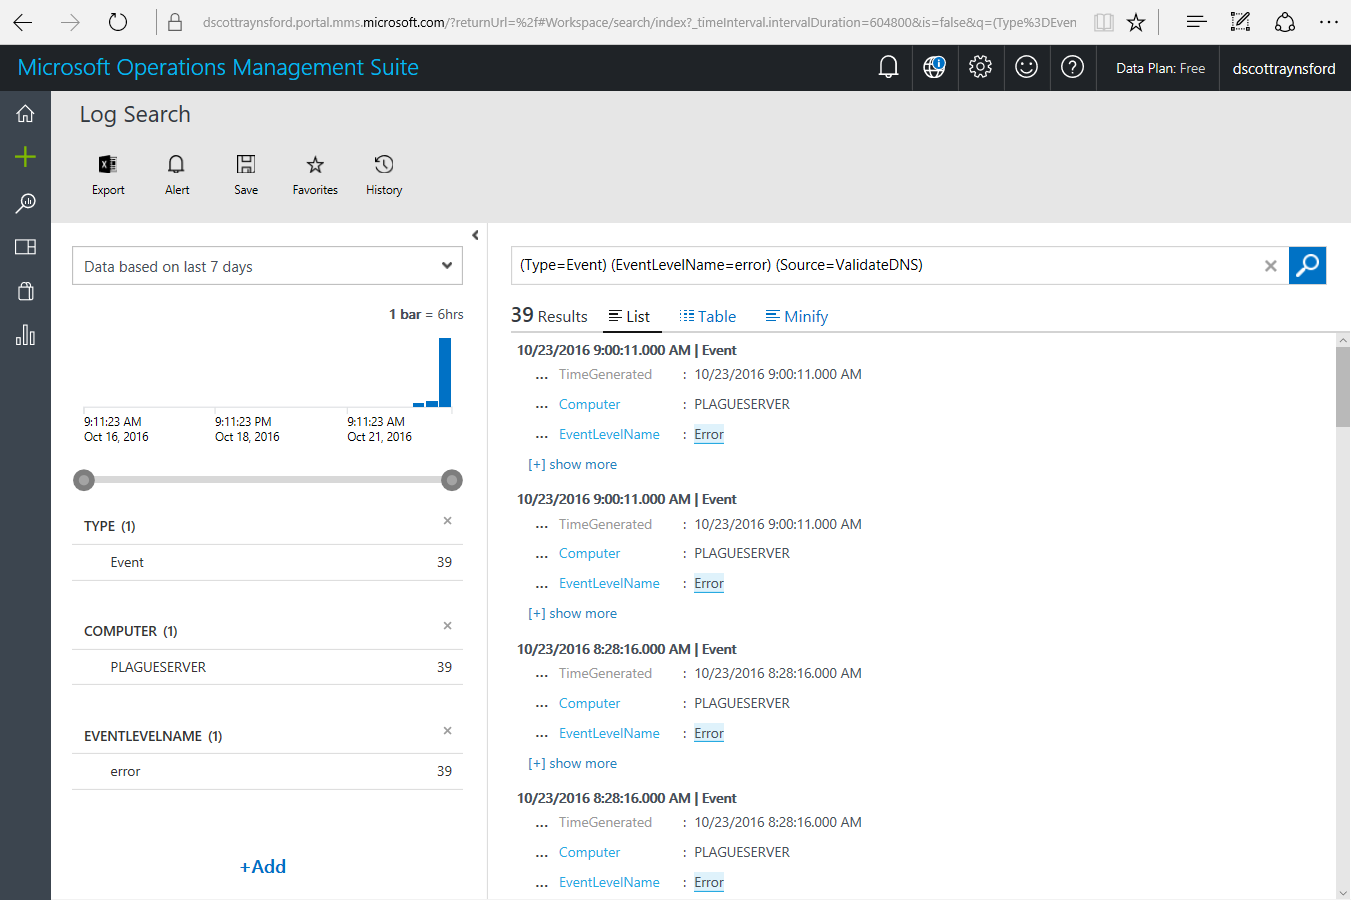 dscottraynsford.portal.mms.microsoft.com/?returnUrl=%2f#Workspace/search/index?_timeInterval.intervalDuration=604800&is=false&q=(Type%3DEven
Microsoft Operations Management Suite
Data Plan: Free
dscottraynsford
Log Search
Export Alert Save Favorites History
Data based on last 7 days
1 bar = 6hrs
9:11:23 AM 9:11:23 PM 9:11:23 AM
Oct 16, 2016 Oct 18, 2016 Oct 21, 2016
TYPE (1)
Event 39
COMPUTER (1)
PLAGUESERVER 39
EVENTLEVELNAME (1)
error 39
+Add
(Type=Event) (EventLevelName=error) (Source=ValidateDNS)
39 Results List Table Minify
10/23/2016 9:00:11.000 AM | Event
... TimeGenerated : 10/23/2016 9:00:11.000 AM
... Computer : PLAGUESERVER
... EventLevelName : Error
[+] show more
10/23/2016 9:00:11.000 AM | Event
... TimeGenerated : 10/23/2016 9:00:11.000 AM
... Computer : PLAGUESERVER
... EventLevelName : Error
[+] show more
10/23/2016 8:28:16.000 AM | Event
... TimeGenerated : 10/23/2016 8:28:16.000 AM
... Computer : PLAGUESERVER
... EventLevelName : Error
[+] show more
10/23/2016 8:28:16.000 AM | Event
... TimeGenerated : 10/23/2016 8:28:16.000 AM
... Computer : PLAGUESERVER
... EventLevelName : Error